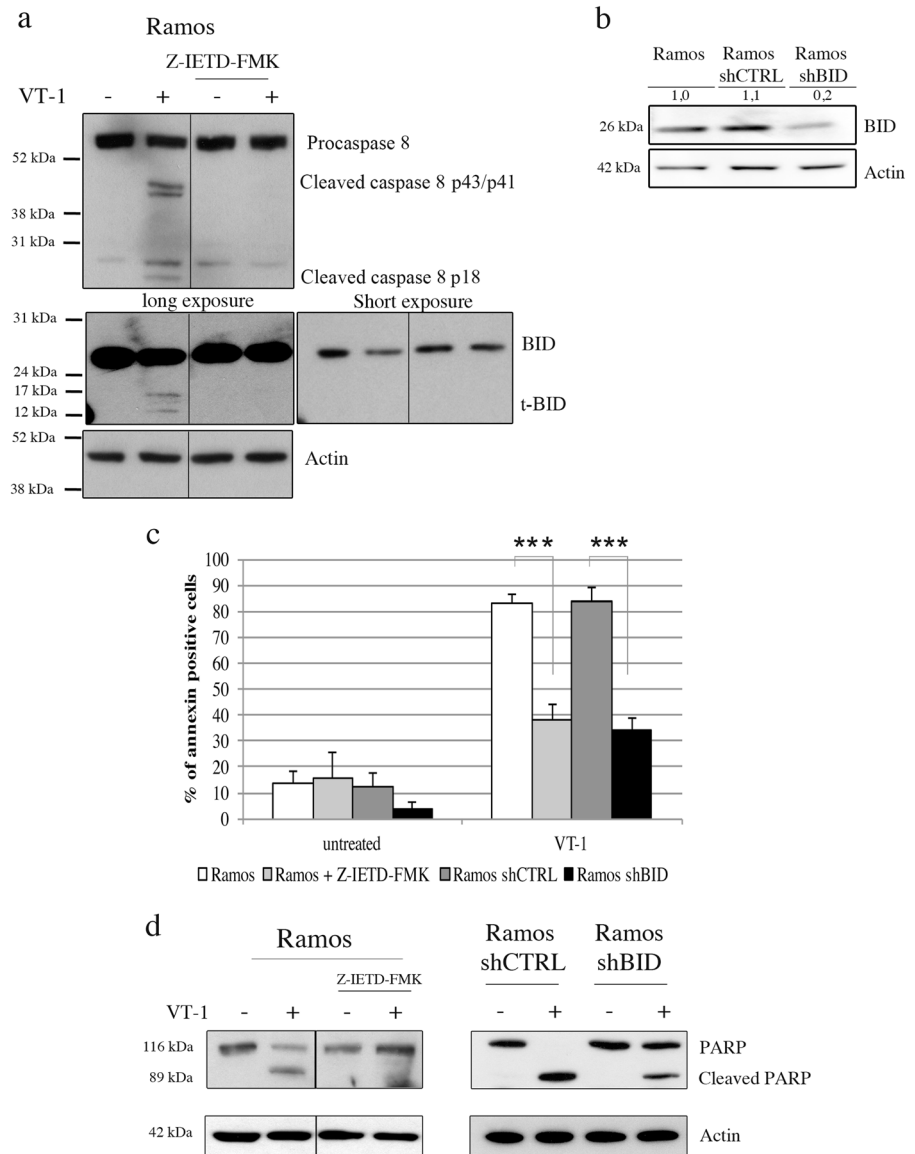 a
Ramos
Z-IETD-FMK
VT-1 - + - +
Procaspase 8
52 kDa
Cleaved caspase 8 p43/p41
38 kDa
31 kDa
Cleaved caspase 8 p18
long exposure Short exposure
31 kDa
BID
24 kDa
17 kDa
t-BID
12 kDa
52 kDa
Actin
38 kDa
b
Ramos Ramos Ramos
shCTRL shBID
1,0 1,1 0,2
26 kDa BID
42 kDa Actin
c
*** ***
% of annexin positive cells
100
90
80
70
60
50
40
30
20
10
0
untreated VT-1
Ramos Ramos + Z-IETD-FMK Ramos shCTRL Ramos shBID
d
Ramos
Z-IETD-FMK
Ramos Ramos
shCTRL shBID
VT-1 - + - + - + - +
116 kDa PARP
89 kDa Cleaved PARP
42 kDa Actin